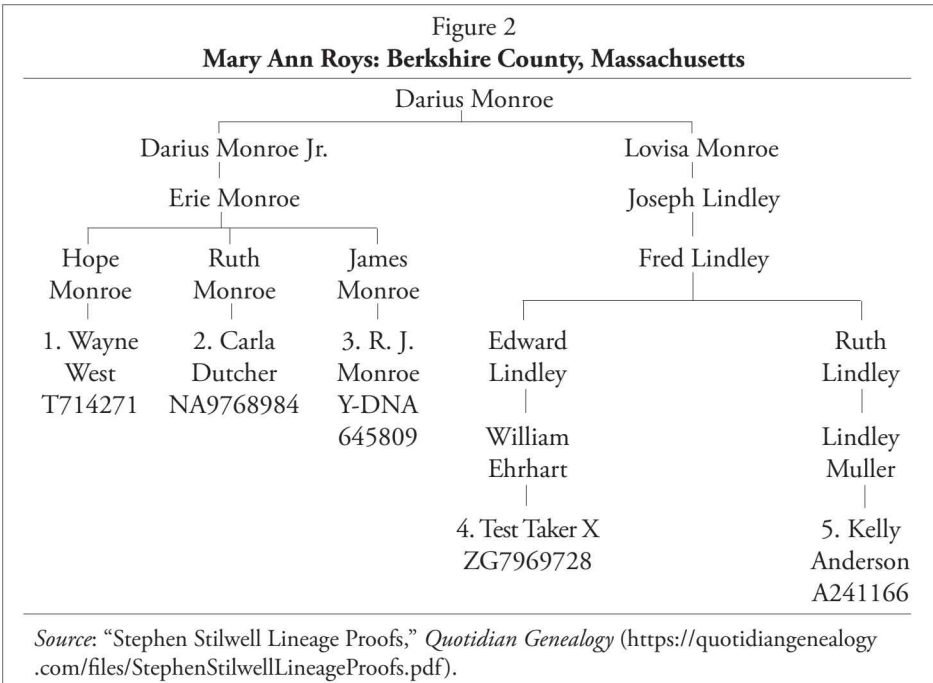 Figure 2
Mary Ann Roys: Berkshire County, Massachusetts
Darius Monroe
Darius Monroe Jr.
Lovisa Monroe
Erie Monroe
Joseph Lindley
Hope
Monroe
Ruth
Monroe
James
Monroe
Fred Lindley
1. Wayne
West
T714271
2. Carla
Dutcher
NA9768984
3. R. J.
Monroe
Y-DNA
645809
Edward
Lindley
Ruth
Lindley
William
Ehrhart
Lindley
Muller
4. Test Taker X
ZG7969728
5. Kelly
Anderson
A241166
Source: “Stephen Stilwell Lineage Proofs,” Quotidian Genealogy (https://quotidiangenealogy
.com/files/StephenStilwellLineageProofs.pdf).